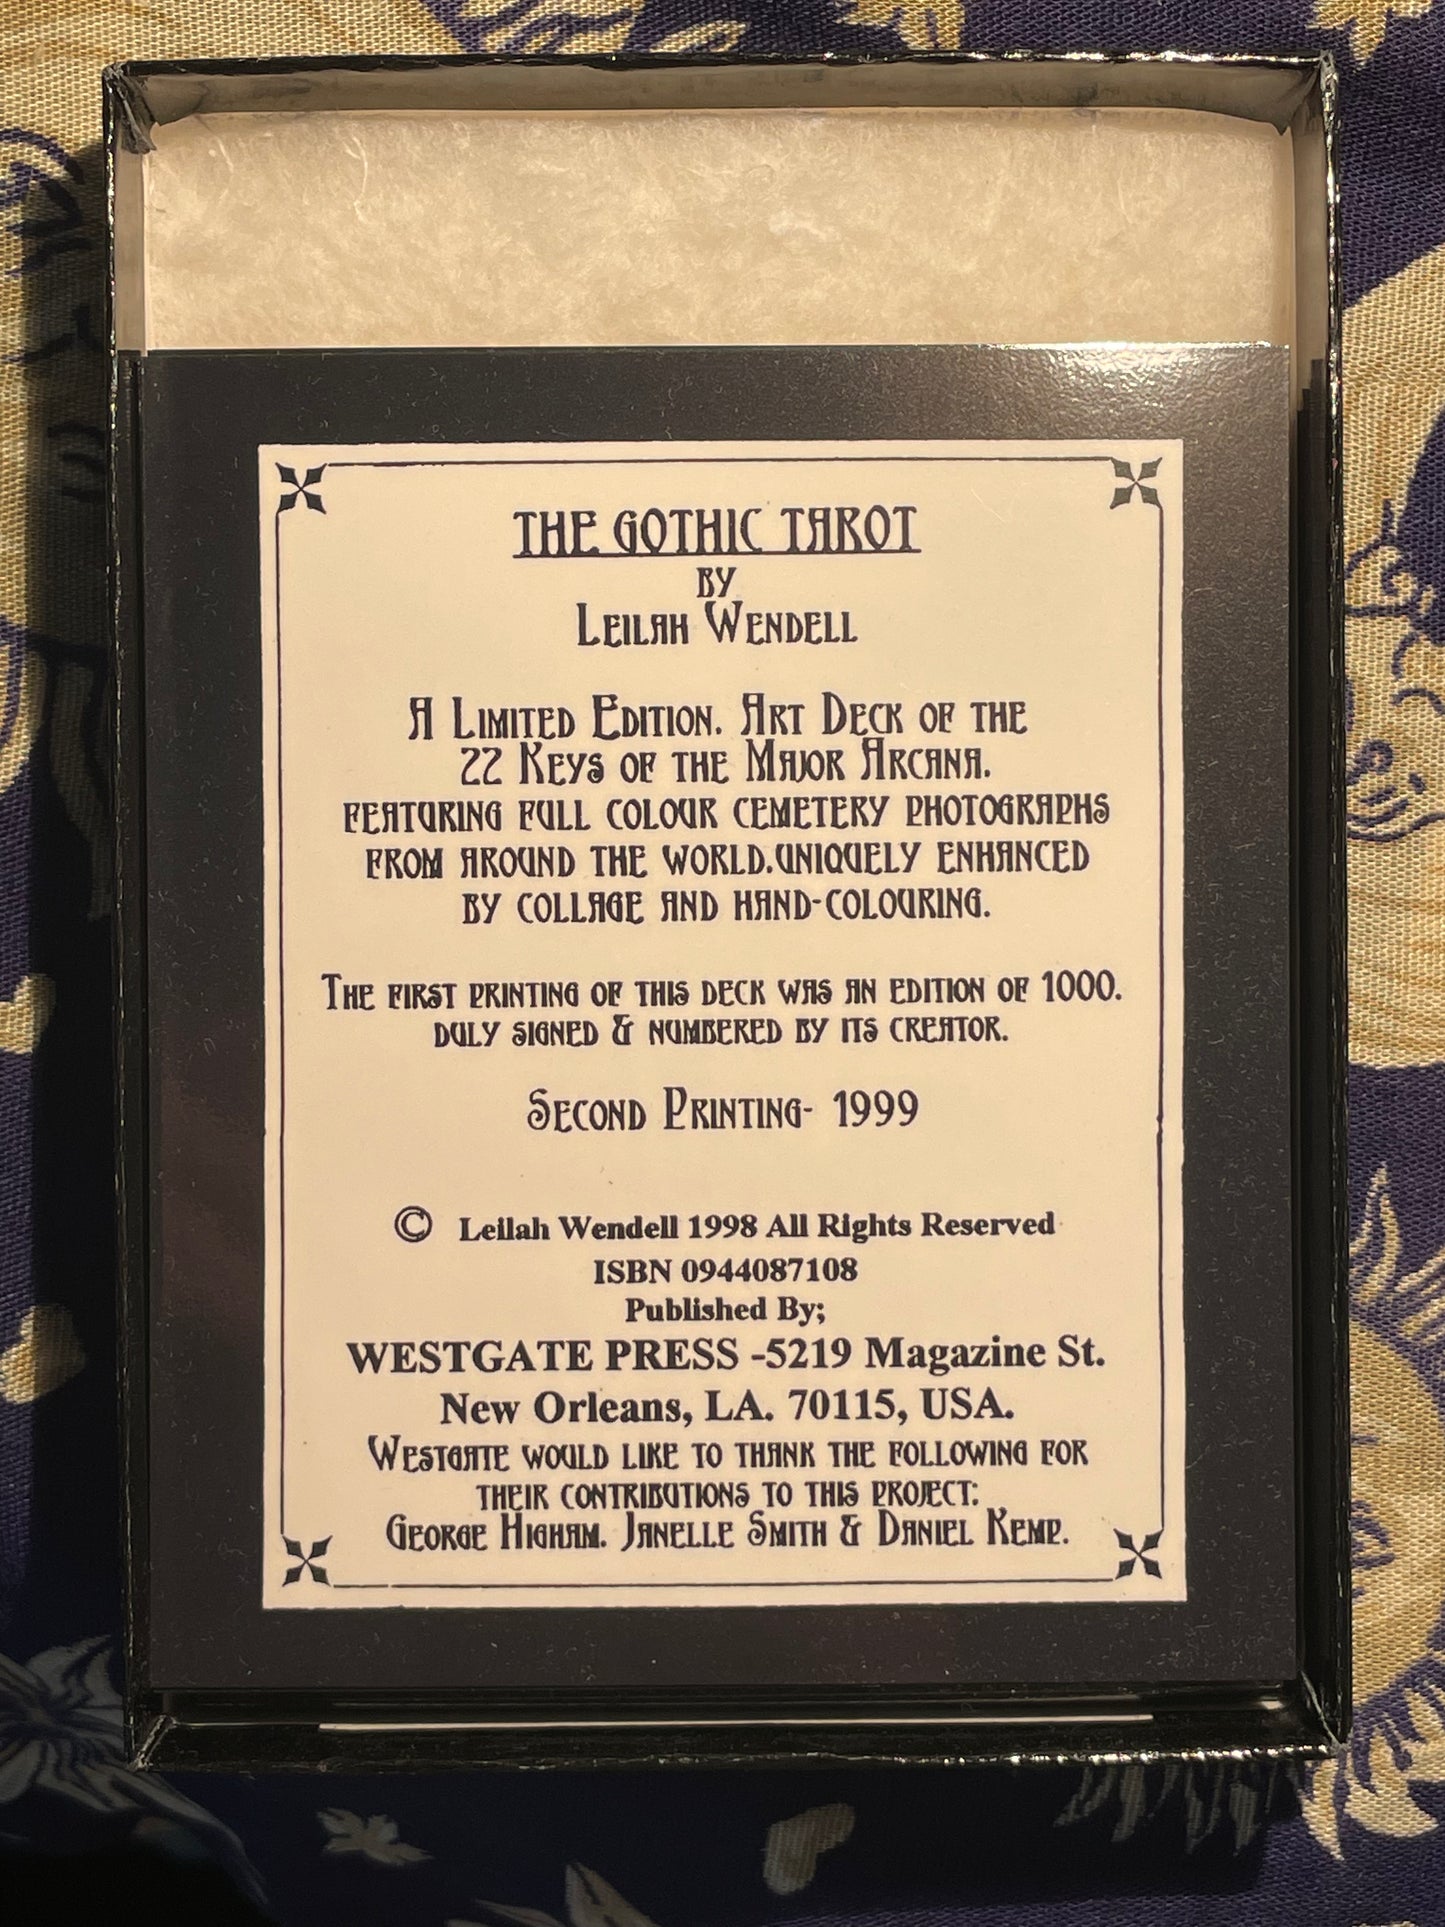 THE GOTHIC TAROT
BY
LEILAH WENDELL
A LIMITED EDITION. ART DECK OF THE
22 KEYS OF THE MAJOR ARCANA.
FEATURING FULL COLOUR CEMETERY PHOTOGRAPHS
FROM AROUND THE WORLD.UNIQUELY ENHANCED
BY COLLAGE AND HAND-COLOURING.
THE FIRST PRINTING OF THIS DECK WAS AN EDITION OF 1000.
DULY SIGNED & NUMBERED BY ITS CREATOR.
SECOND PRINTING- 1999
© Leilah Wendell 1998 All Rights Reserved
ISBN 0944087108
Published By;
WESTGATE PRESS -5219 Magazine St.
New Orleans, LA. 70115, USA.
WESTGATE WOULD LIKE TO THANK THE FOLLOWING FOR
THEIR CONTRIBUTIONS TO THIS PROJECT:
GEORGE HIGHAM. JANELLE SMITH & DANIEL KEMP.